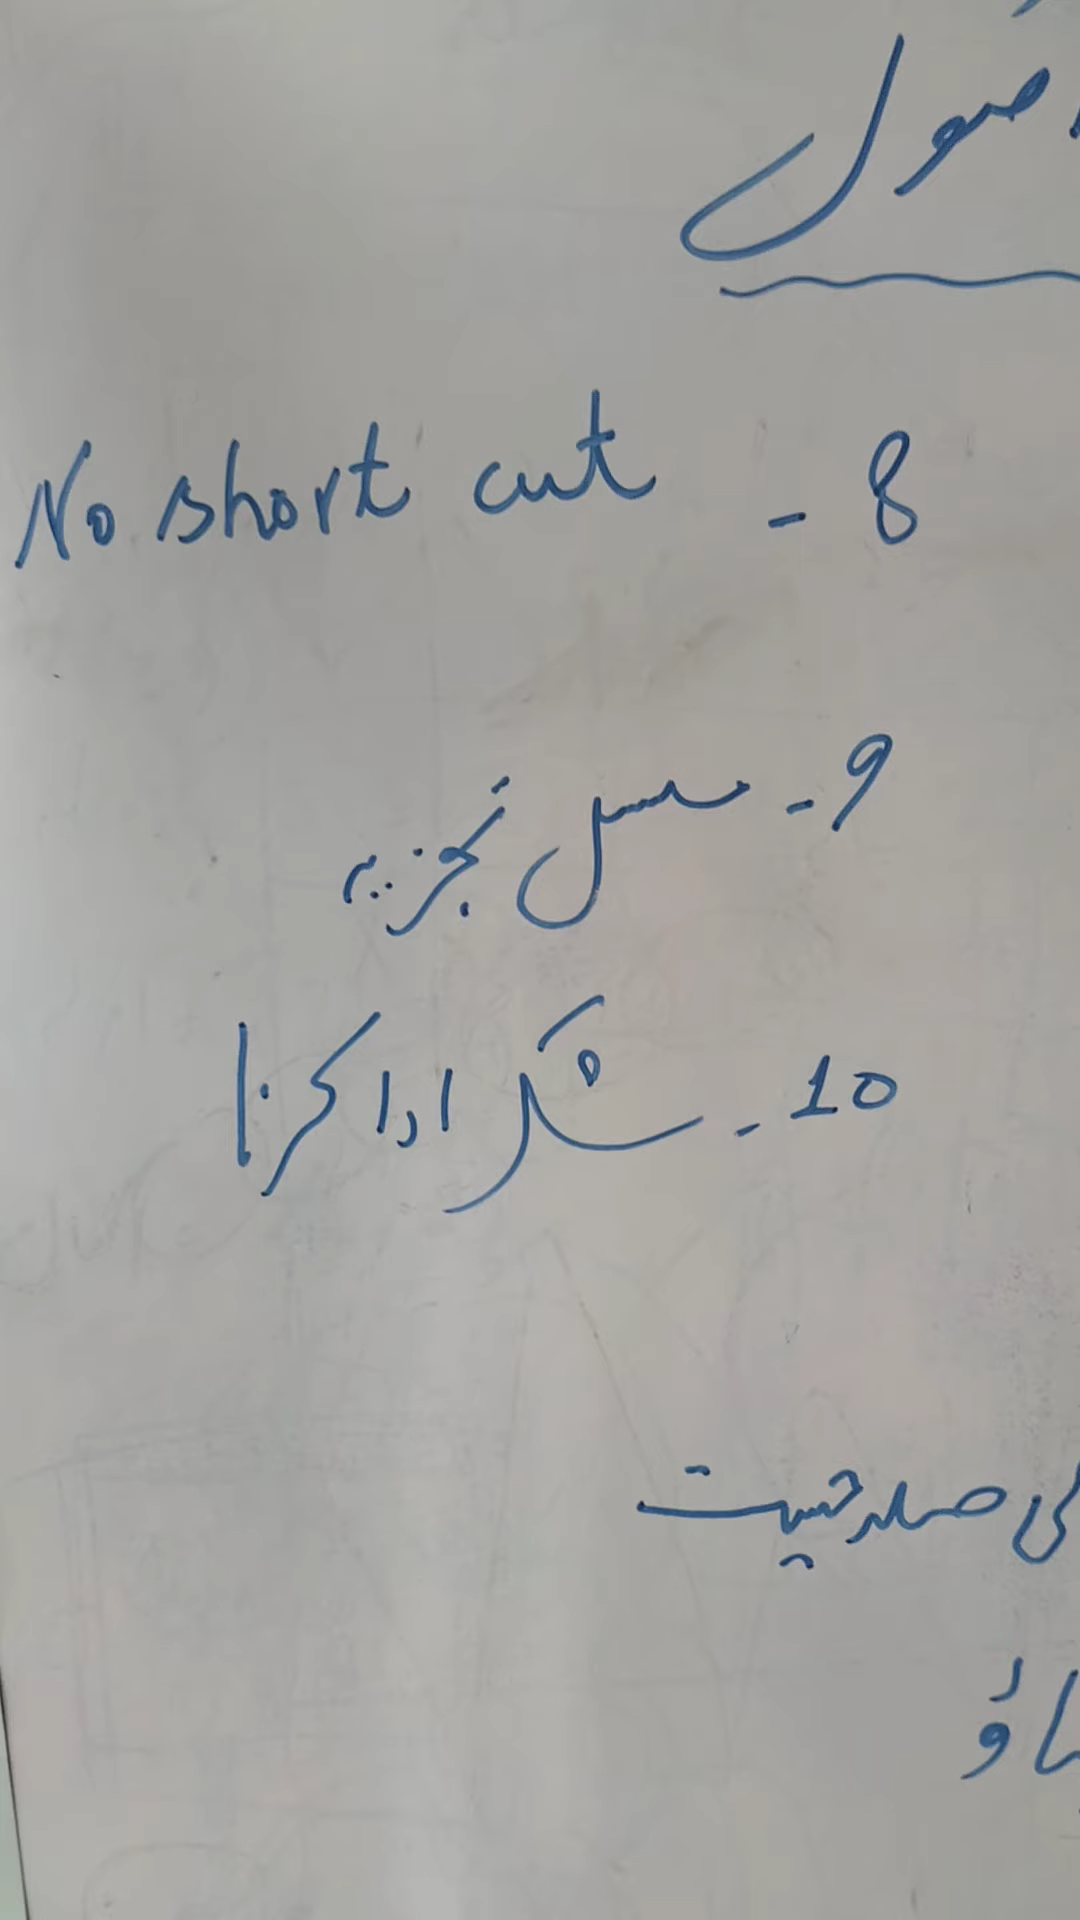 اصول
8 - No short cut
9 - مسلسل تجزیہ
10 - شکر ادا کرنا
کی صلاحیت